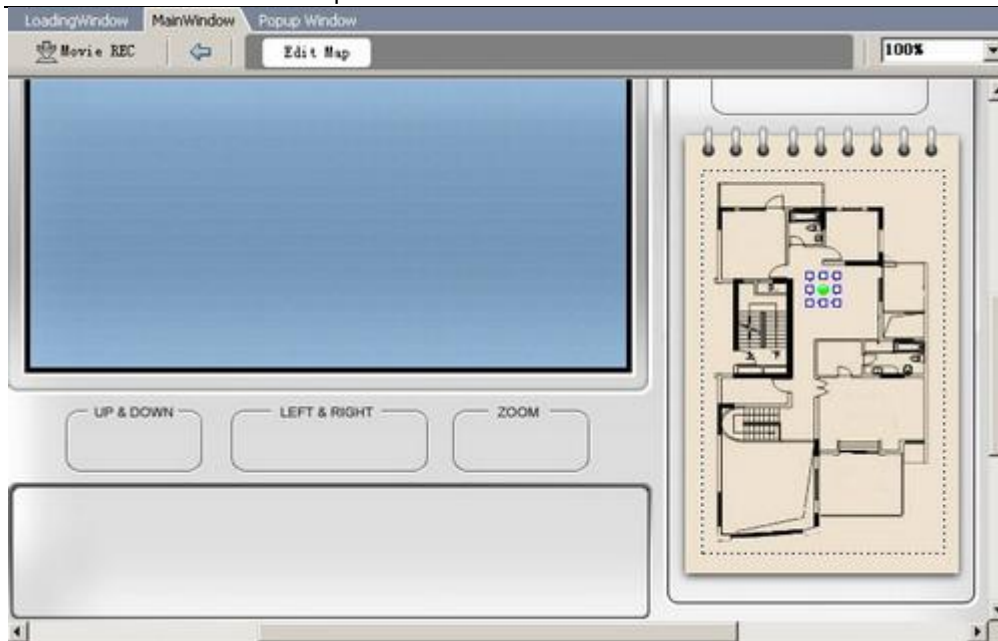 LoadingWindow MainWindow Popup Window
Movie REC Edit Map 100%
UP & DOWN LEFT & RIGHT ZOOM